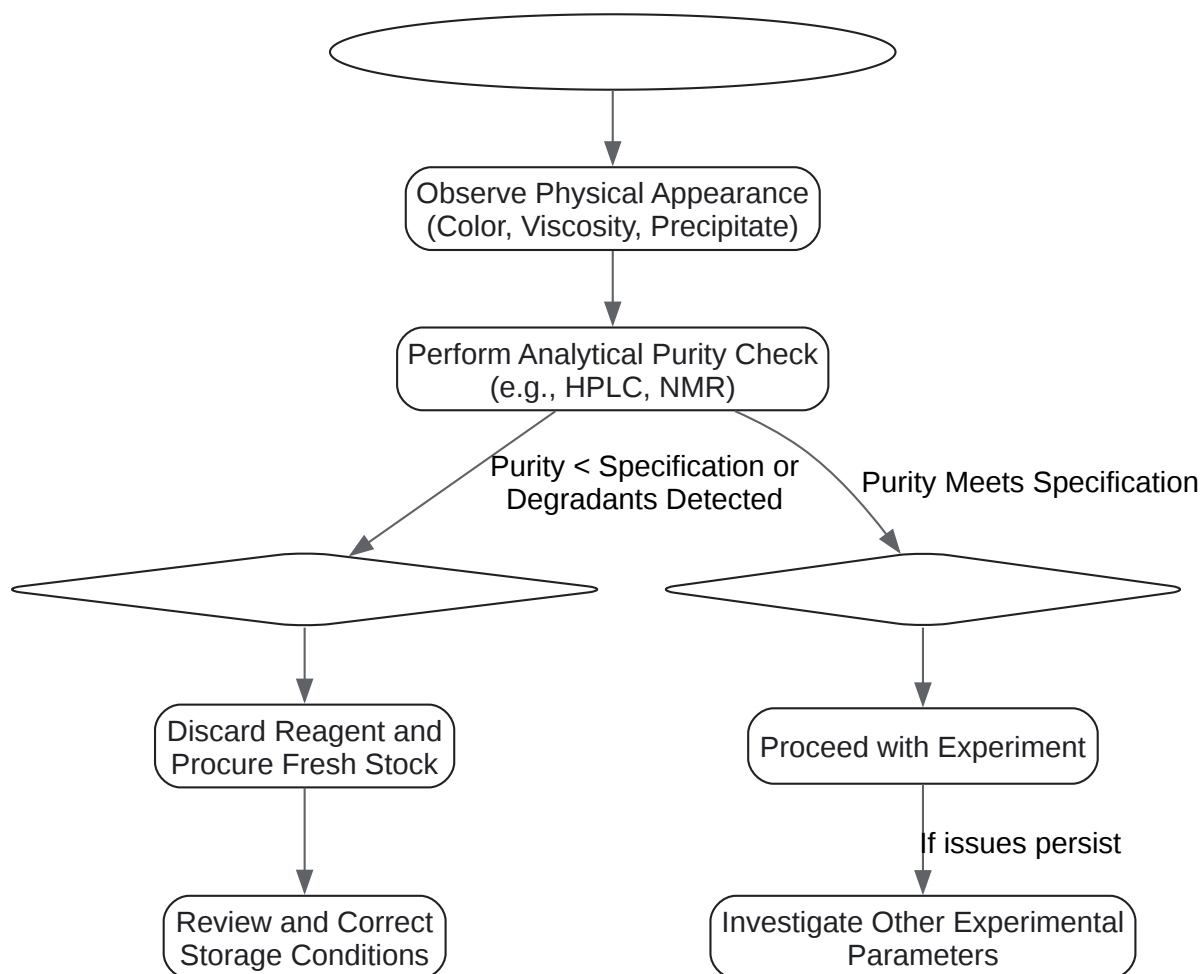 Observe Physical Appearance
(Color, Viscosity, Precipitate)
Perform Analytical Purity Check
(e.g., HPLC, NMR)
Purity < Specification or
Degradants Detected
Purity Meets Specification
Discard Reagent and
Procure Fresh Stock
Proceed with Experiment
If issues persist
Review and Correct
Storage Conditions
Investigate Other Experimental
Parameters